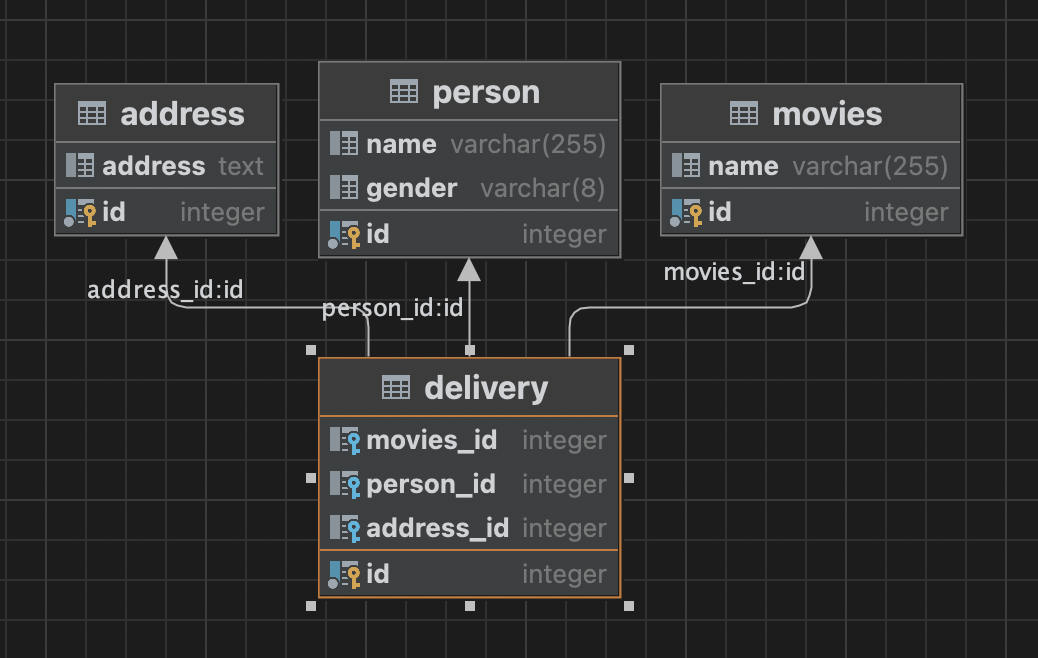 address
address text
id integer
person
name varchar(255)
gender varchar(8)
id integer
movies
name varchar(255)
id integer
address_id:id
person_id:id
movies_id:id
delivery
movies_id integer
person_id integer
address_id integer
id integer